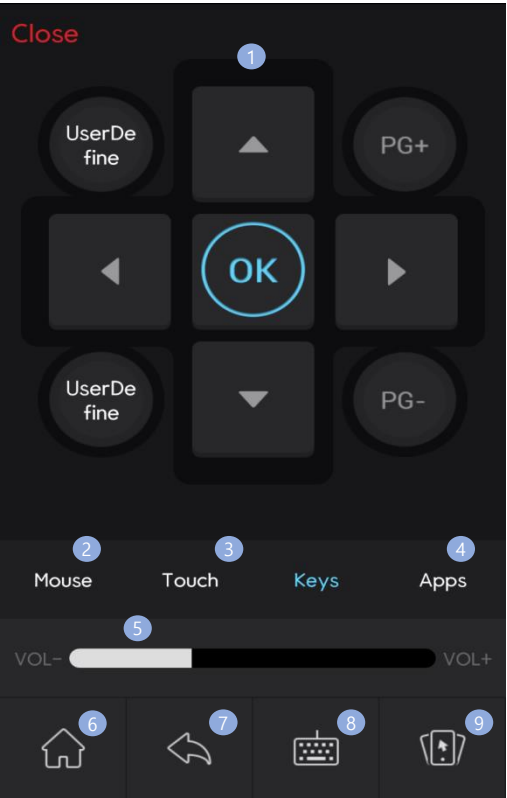 Close
1
UserDe
fine
PG+
OK
UserDe
fine
PG-
2
3
4
Mouse
Touch
Keys
Apps
5
VOL-
VOL+
6
7
8
9